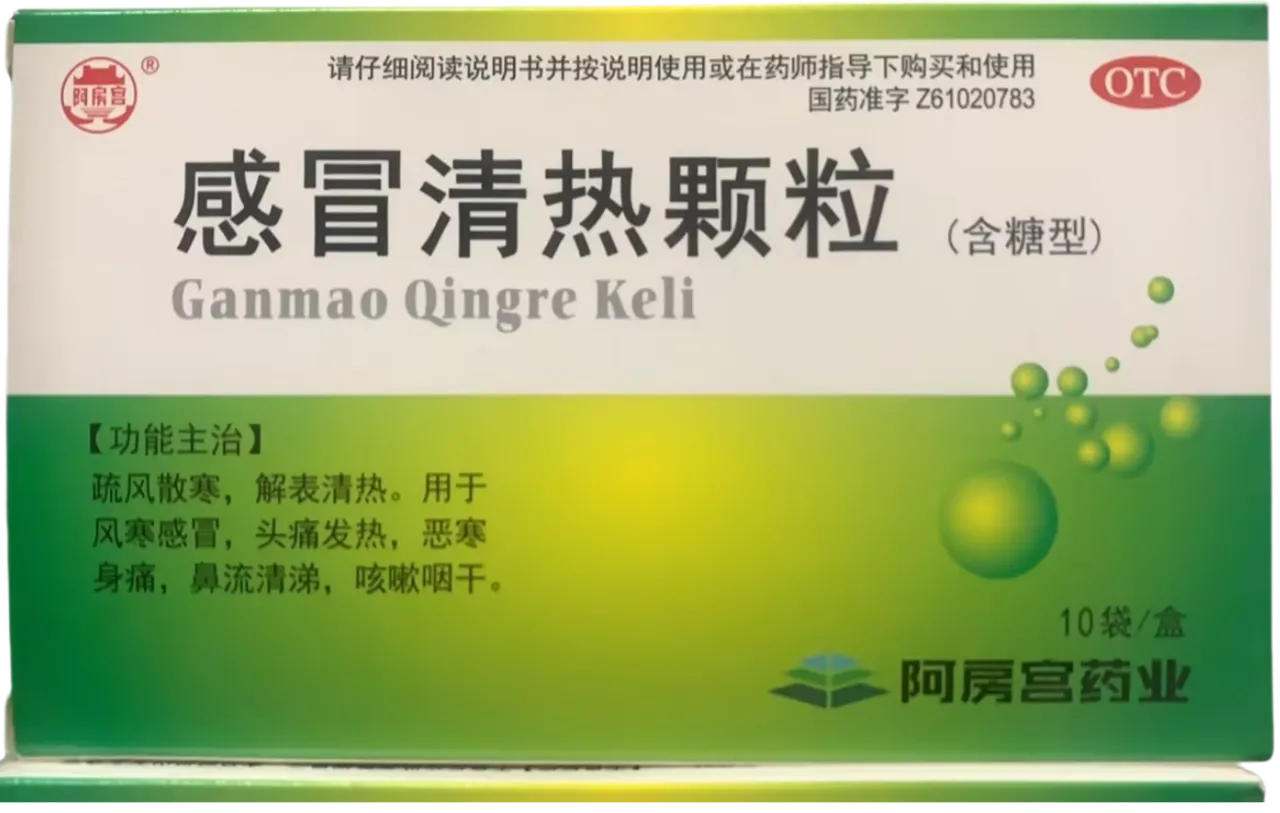 阿房宫®
请仔细阅读说明书并按说明使用或在药师指导下购买和使用
国药准字 Z61020783
OTC
感冒清热颗粒（含糖型）
Ganmao Qingre Keli
【功能主治】
疏风散寒，解表清热。用于
风寒感冒，头痛发热，恶寒
身痛，鼻流清涕，咳嗽咽干。
10袋/盒
阿房宫药业